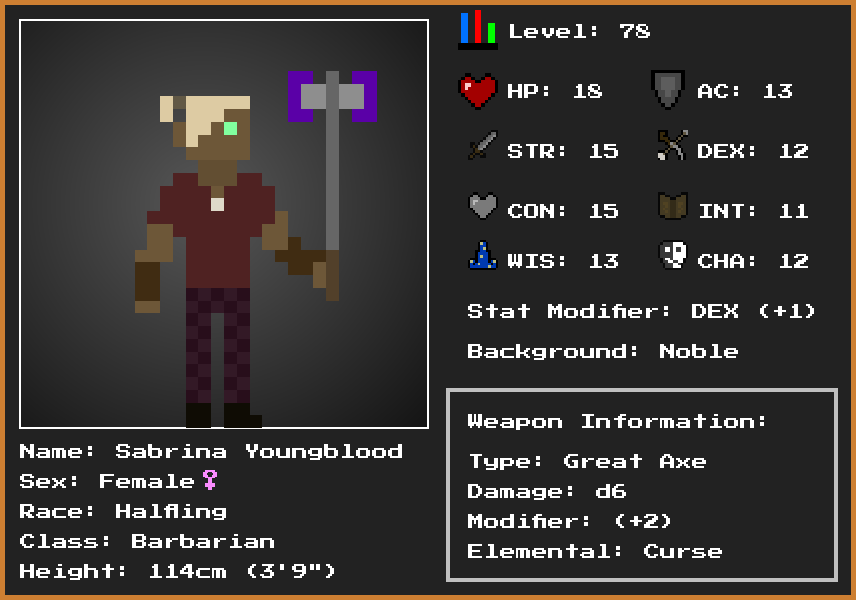 Level: 78
HP: 18 AC: 13
STR: 15 DEX: 12
CON: 15 INT: 11
WIS: 13 CHA: 12
Stat Modifier: DEX (+1)
Background: Noble
Weapon Information:
Type: Great Axe
Damage: d6
Modifier: (+2)
Elemental: Curse
Name: Sabrina Youngblood
Sex: Female♀
Race: Halfling
Class: Barbarian
Height: 114cm (3'9")